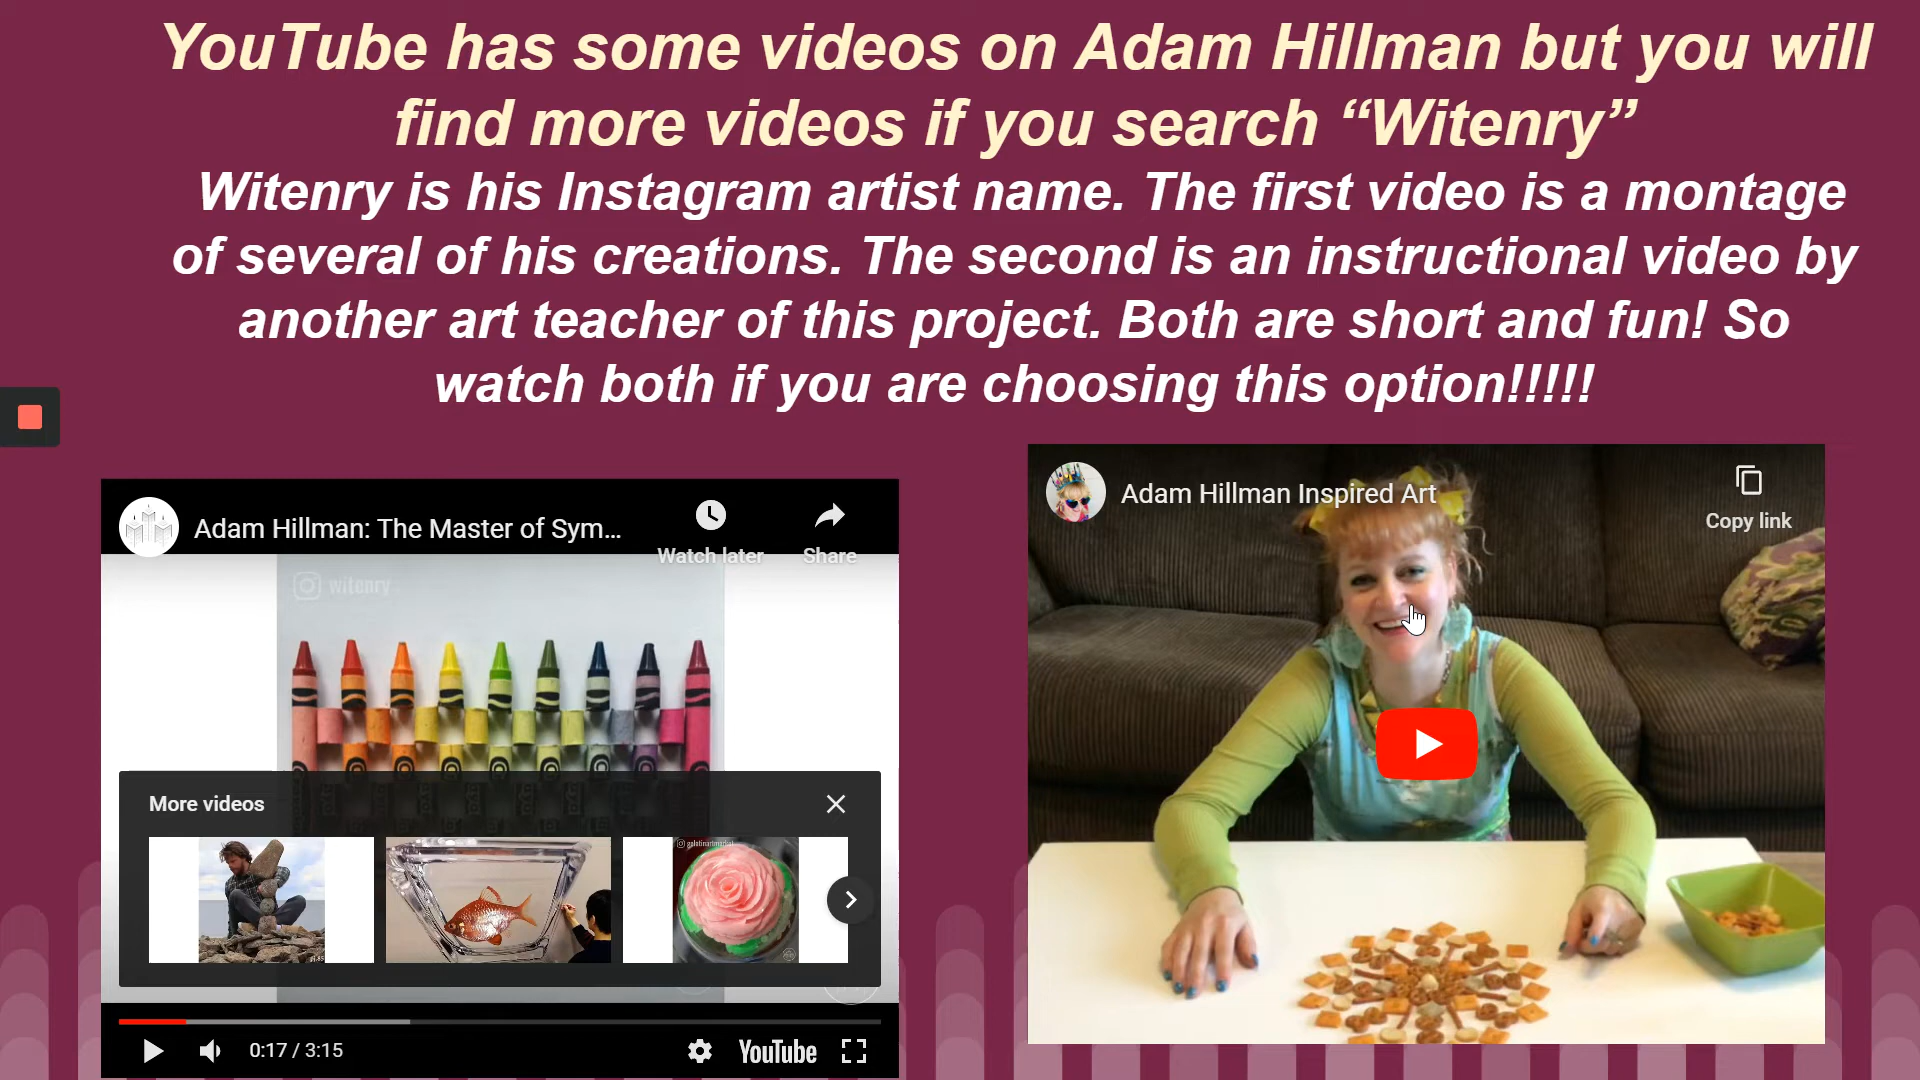 YouTube has some videos on Adam Hillman but you will
find more videos if you search “Witenry”
Witenry is his Instagram artist name. The first video is a montage
of several of his creations. The second is an instructional video by
another art teacher of this project. Both are short and fun! So
watch both if you are choosing this option!!!!!
Adam Hillman: The Master of Sym...
Watch later
Share
witenry
More videos
0:17 / 3:15
YouTube
Adam Hillman Inspired Art
Copy link